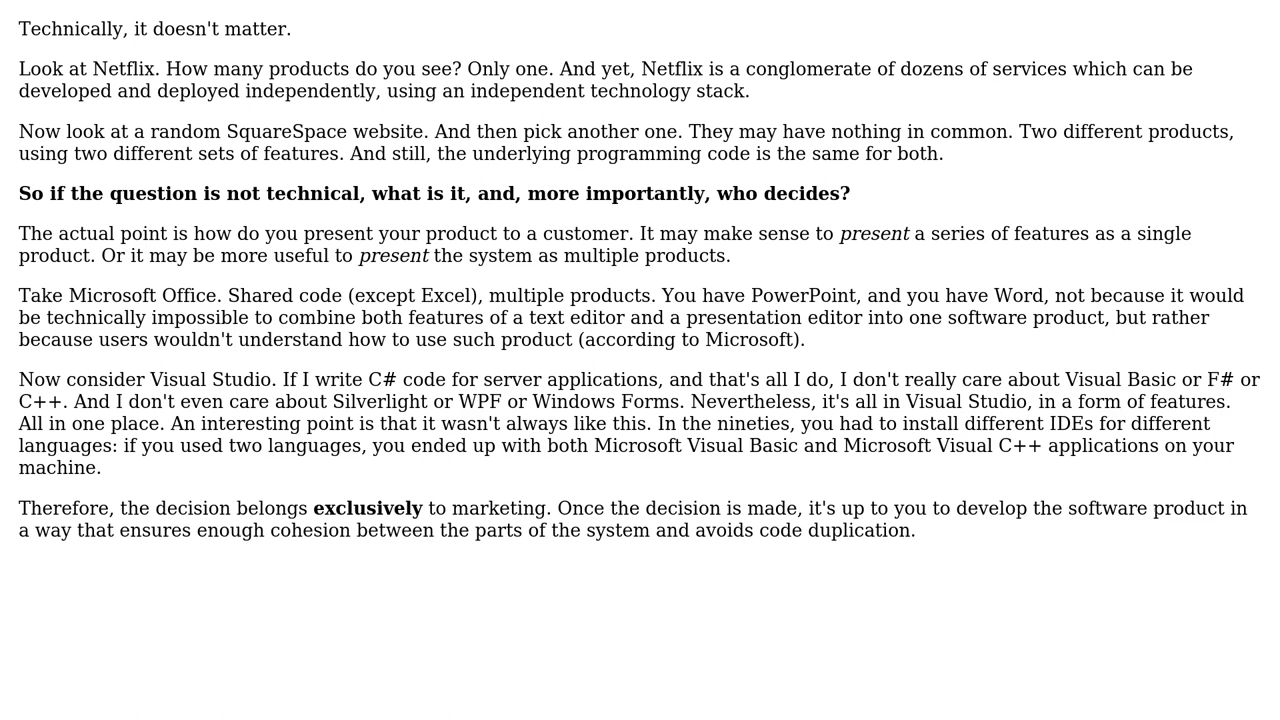 Technically, it doesn't matter.
Look at Netflix. How many products do you see? Only one. And yet, Netflix is a conglomerate of dozens of services which can be
developed and deployed independently, using an independent technology stack.
Now look at a random SquareSpace website. And then pick another one. They may have nothing in common. Two different products,
using two different sets of features. And still, the underlying programming code is the same for both.
So if the question is not technical, what is it, and, more importantly, who decides?
The actual point is how do you present your product to a customer. It may make sense to present a series of features as a single
product. Or it may be more useful to present the system as multiple products.
Take Microsoft Office. Shared code (except Excel), multiple products. You have PowerPoint, and you have Word, not because it would
be technically impossible to combine both features of a text editor and a presentation editor into one software product, but rather
because users wouldn't understand how to use such product (according to Microsoft).
Now consider Visual Studio. If I write C# code for server applications, and that's all I do, I don't really care about Visual Basic or F# or
C++. And I don't even care about Silverlight or WPF or Windows Forms. Nevertheless, it's all in Visual Studio, in a form of features.
All in one place. An interesting point is that it wasn't always like this. In the nineties, you had to install different IDEs for different
languages: if you used two languages, you ended up with both Microsoft Visual Basic and Microsoft Visual C++ applications on your
machine.
Therefore, the decision belongs exclusively to marketing. Once the decision is made, it's up to you to develop the software product in
a way that ensures enough cohesion between the parts of the system and avoids code duplication.